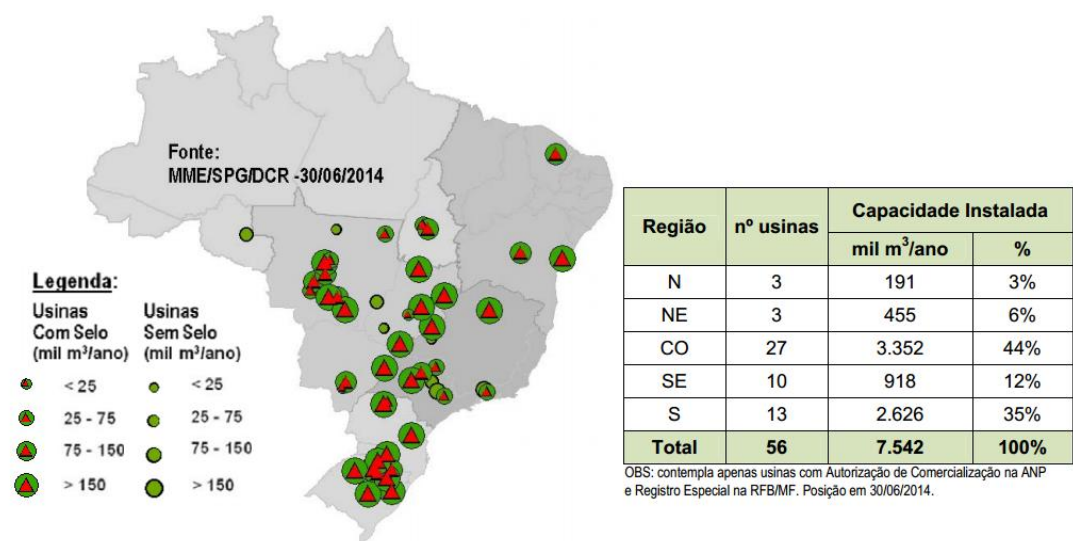 Fonte:
MME/SPG/DCR -30/06/2014
Legenda:
Usinas
Com Selo
(mil m³/ano)
Usinas
Sem Selo
(mil m³/ano)
< 25
< 25
25 - 75
25 - 75
75 - 150
75 - 150
> 150
> 150
Região nº usinas Capacidade Instalada
mil m³/ano %
N 3 191 3%
NE 3 455 6%
CO 27 3.352 44%
SE 10 918 12%
S 13 2.626 35%
Total 56 7.542 100%
OBS: contempla apenas usinas com Autorização de Comercialização na ANP
e Registro Especial na RFB/MF. Posição em 30/06/2014.